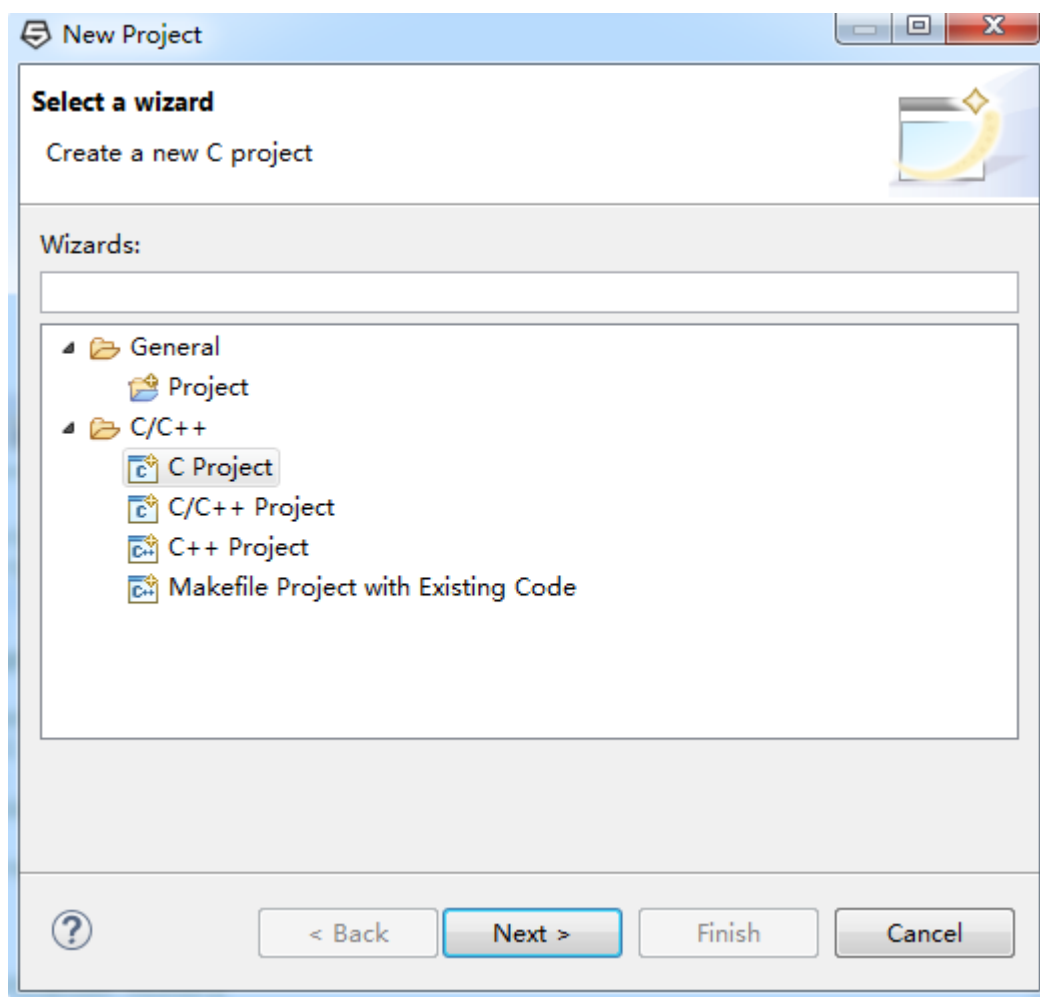 New Project
Select a wizard
Create a new C project
Wizards:
General
Project
C/C++
C Project
C/C++ Project
C++ Project
Makefile Project with Existing Code
< Back Next > Finish Cancel